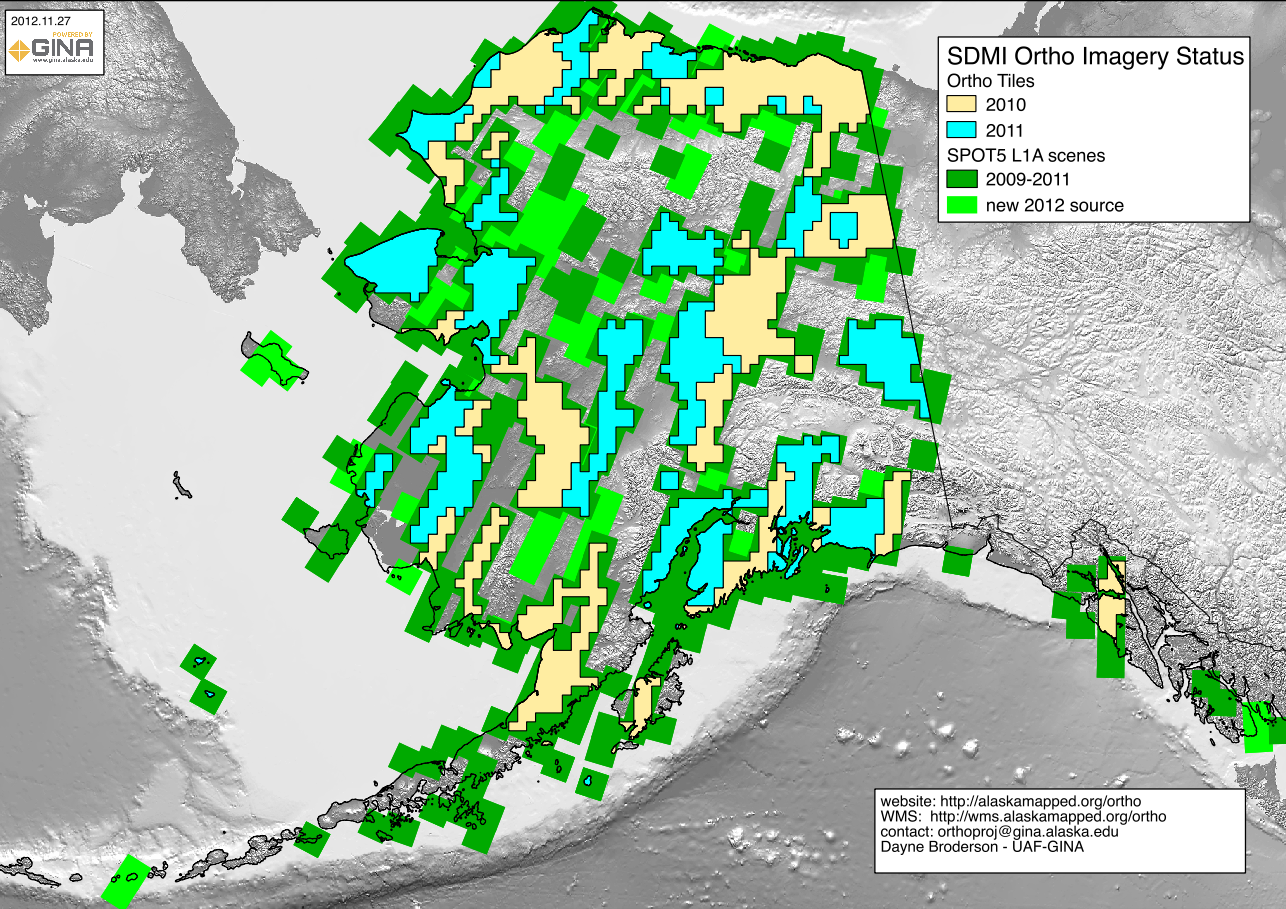 2012.11.27
POWERED BY
GINA
www.gina.alaska.edu
SDMI Ortho Imagery Status
Ortho Tiles
2010
2011
SPOT5 L1A scenes
2009-2011
new 2012 source
website: http://alaskamapped.org/ortho
WMS: http://wms.alaskamapped.org/ortho
contact: orthoproj@gina.alaska.edu
Dayne Broderson - UAF-GINA